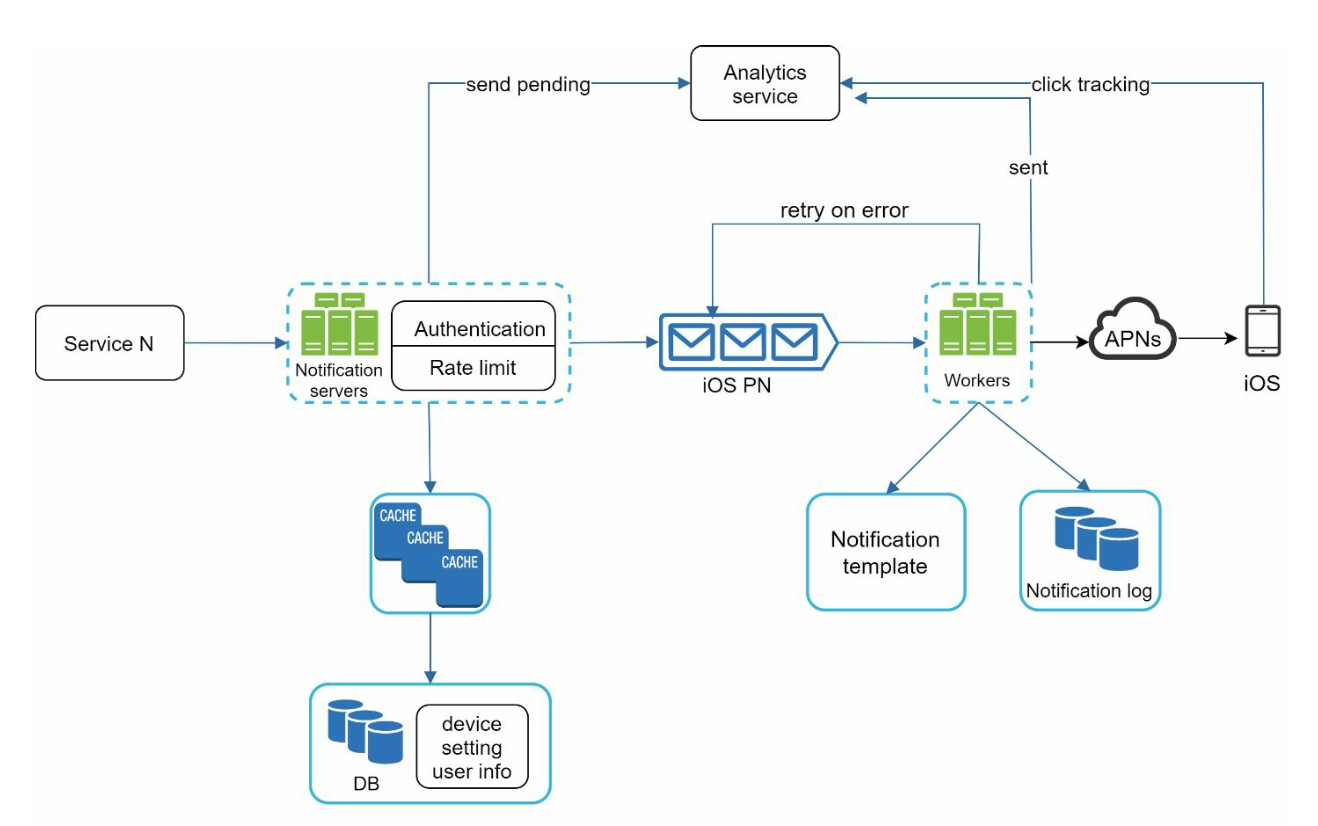 Analytics
service
send pending
click tracking
sent
retry on error
Service N
Notification
servers
Authentication
Rate limit
iOS PN
Workers
APNs
iOS
CACHE
CACHE
CACHE
Notification
template
Notification log
DB
device
setting
user info